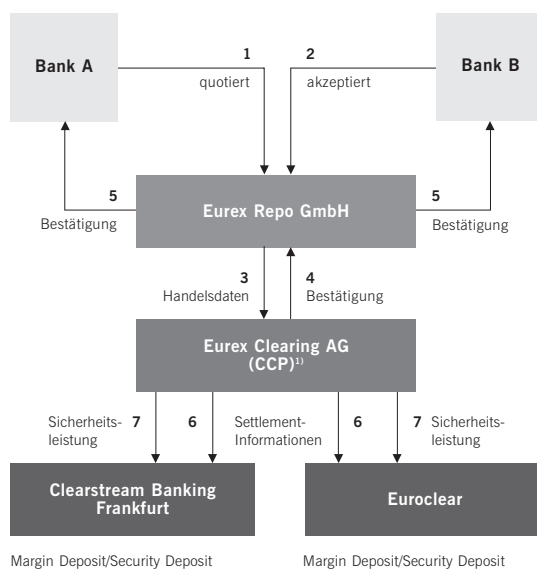 Bank A
1
quotiert
2
akzeptiert
Bank B
5
Bestätigung
Eurex Repo GmbH
5
Bestätigung
3
Handelsdaten
4
Bestätigung
Eurex Clearing AG
(CCP)¹⁾
Sicherheits-
leistung
7
6
Settlement-
Informationen
6
7
Sicherheits-
leistung
Clearstream Banking
Frankfurt
Euroclear
Margin Deposit/Security Deposit
Margin Deposit/Security Deposit